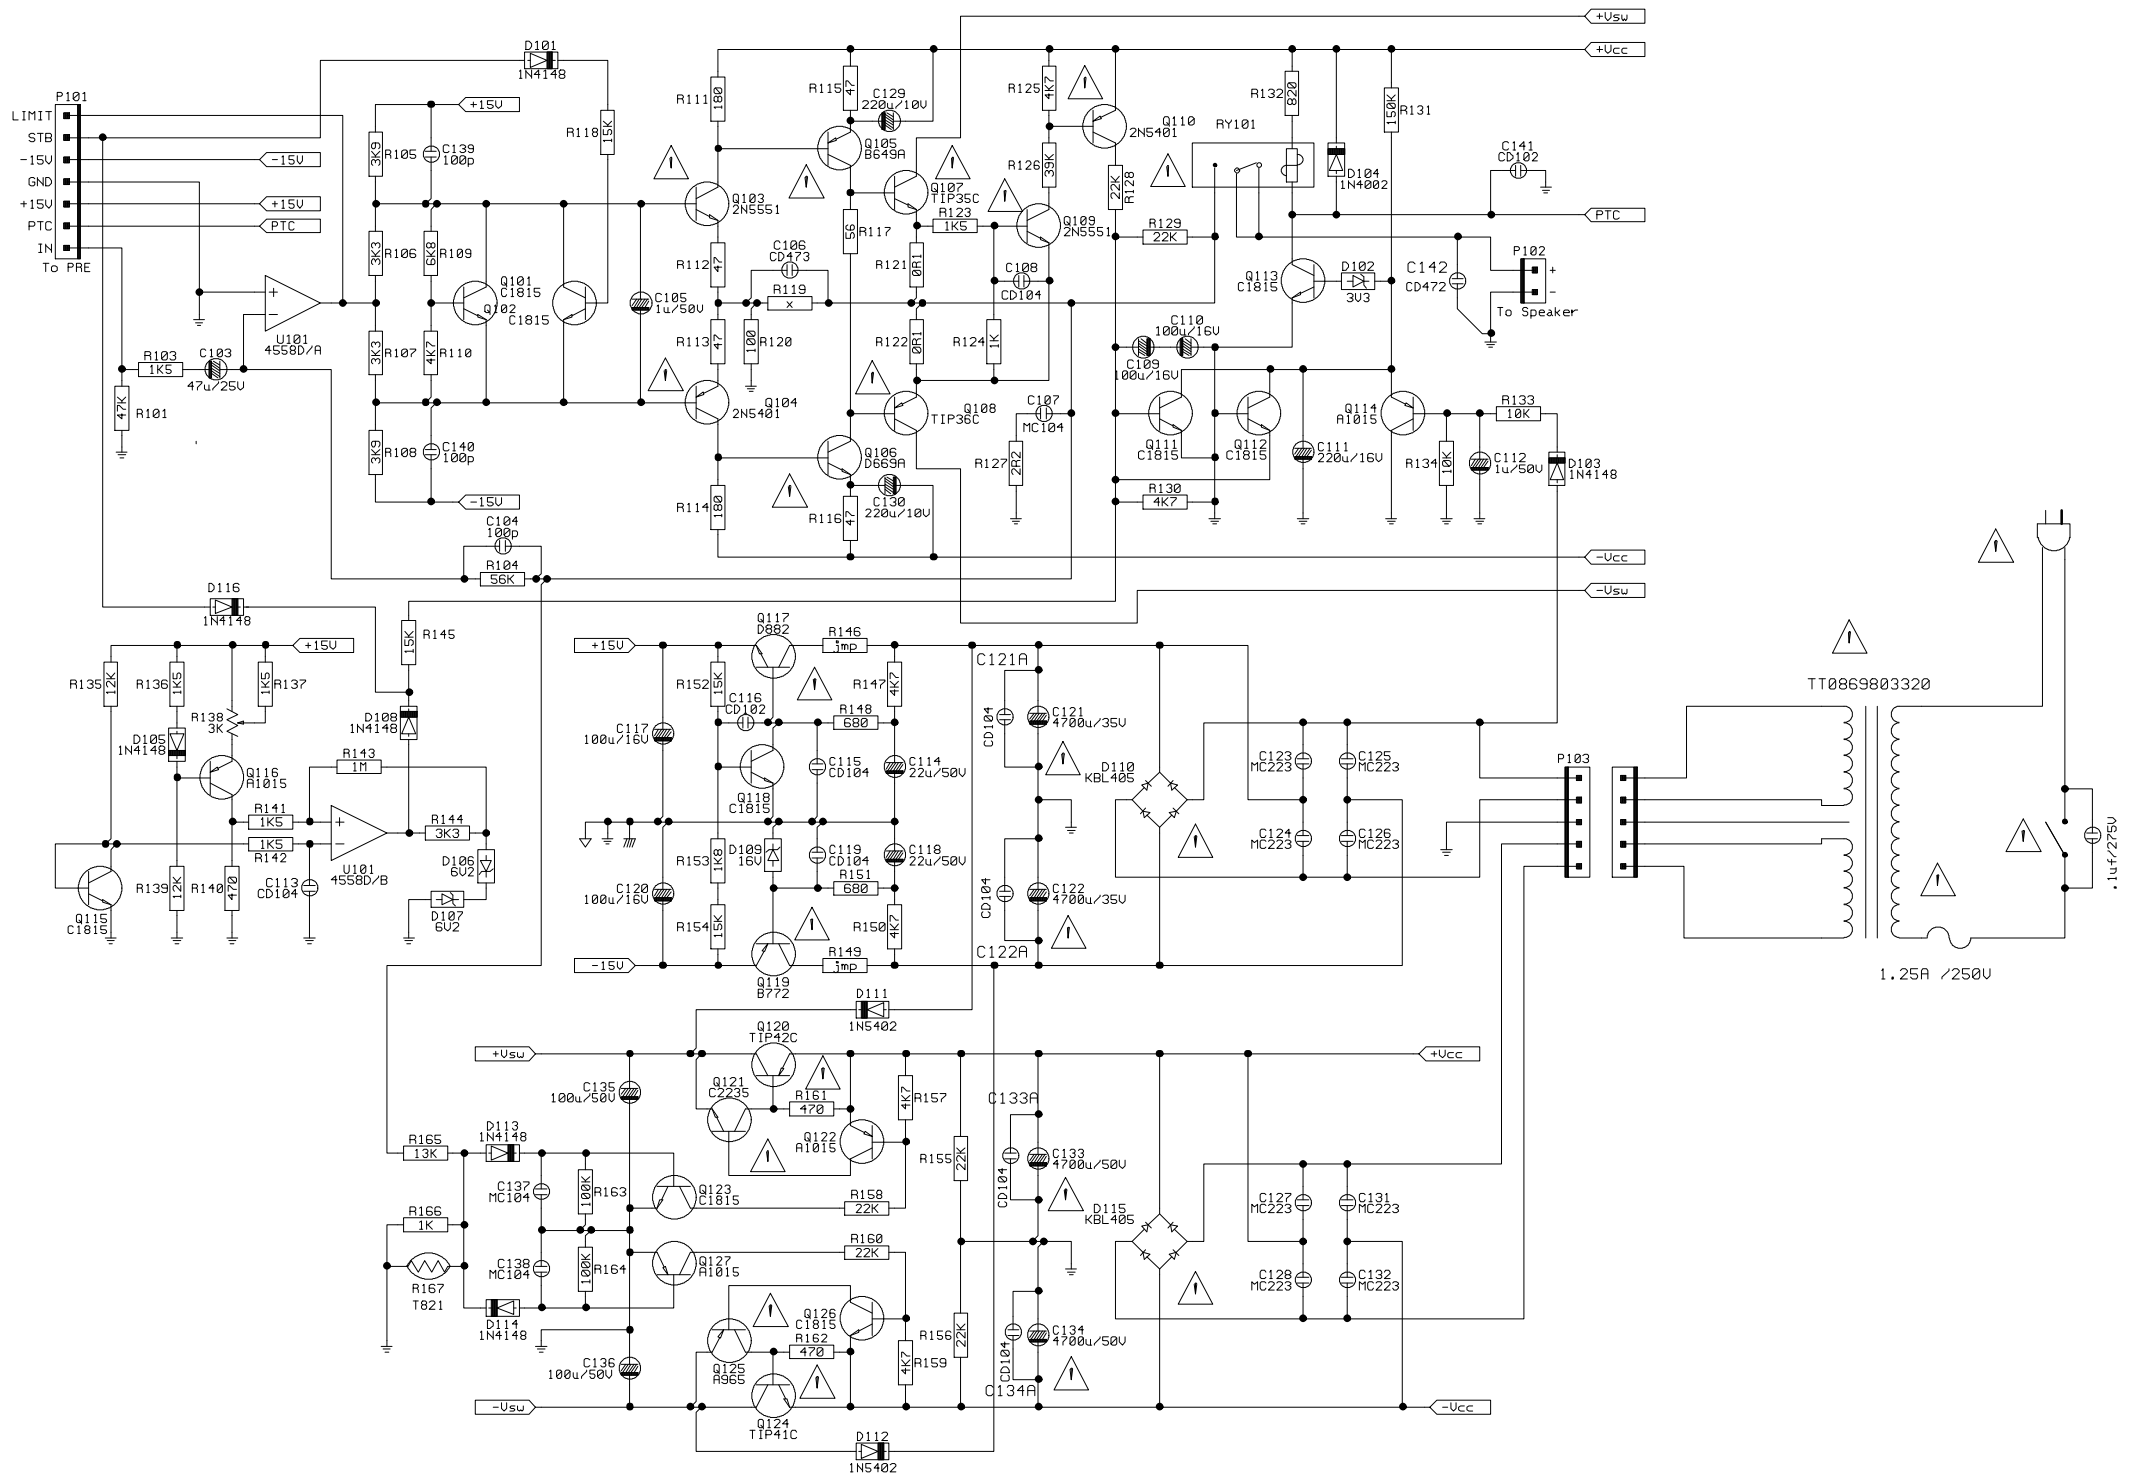 +Vsw
+Vcc
P101
LIMIT
STB
-15V
GND
+15V
PTC
IN
To PRE
-15V
+15V
PTC
D101
1N4148
R118
15K
+15V
R105
3K9
C139
100p
R106
3K3
R109
6K8
Q101
C1815
Q102
C1815
C105
1u/50V
U101
4558D/A
R107
3K3
R110
4K7
R103
1K5
C103
47u/25V
R101
47K
R108
3K9
C140
100p
-15V
C104
100p
R104
56K
R111
180
R115
47
C129
220u/10V
Q105
B649A
Q103
2N5551
R112
47
C106
CD473
R119
x
R113
47
R120
100
Q104
2N5401
R114
180
R117
56
Q107
TIP35C
R123
1K5
R121
0R1
R122
0R1
R124
1K
C108
CD104
Q108
TIP36C
Q106
D669A
C130
220u/10V
R116
47
R125
4K7
R126
39K
Q109
2N5551
Q110
2N5401
R128
22K
R129
22K
C107
MC104
R127
2R2
RY101
R132
820
D104
1N4002
R131
150K
C141
CD102
PTC
P102
+
-
To Speaker
C142
CD472
Q113
C1815
D102
3V3
C110
100u/16V
C109
100u/16V
Q111
C1815
Q112
C1815
C111
220u/16V
Q114
A1015
R133
10K
R134
10K
C112
1u/50V
D103
1N4148
R130
4K7
-Vcc
-Vsw
D116
1N4148
R145
15K
+15V
R135
12K
R136
1K5
R137
1K5
R138
3K
D105
1N4148
D108
1N4148
Q116
A1015
R143
1M
R141
1K5
R142
1K5
R144
3K3
U101
4558D/B
D106
6V2
D107
6V2
Q115
C1815
R139
12K
R140
470
C113
CD104
+15V
Q117
D882
R146
jmp
R152
15K
C116
CD102
R147
4K7
R148
680
C117
100u/16V
Q118
C1815
C115
CD104
C114
22u/50V
R153
1K8
D109
16V
C119
CD104
C118
22u/50V
R151
680
C120
100u/16V
R154
15K
R150
4K7
-15V
Q119
B772
R149
jmp
C121A
CD104
C121
4700u/35V
CD104
C122
4700u/35V
C122A
D110
KBL405
C123
MC223
C125
MC223
C124
MC223
C126
MC223
P103
TT0869803320
.1uf/275V
1.25A /250V
D111
1N5402
+Vsw
Q120
TIP42C
+Vcc
C135
100u/50V
Q121
C2235
R161
470
Q122
A1015
R157
4K7
R165
13K
D113
1N4148
C137
MC104
R163
100K
Q123
C1815
R158
22K
R155
22K
C133A
CD104
C133
4700u/50V
R166
1K
R167
T821
C138
MC104
R164
100K
Q127
A1015
R160
22K
D115
KBL405
C127
MC223
C131
MC223
C128
MC223
C132
MC223
D114
1N4148
Q126
C1815
R162
470
Q125
A965
R159
4K7
R156
22K
CD104
C134
4700u/50V
C134A
C136
100u/50V
-Vsw
Q124
TIP41C
-Vcc
D112
1N5402